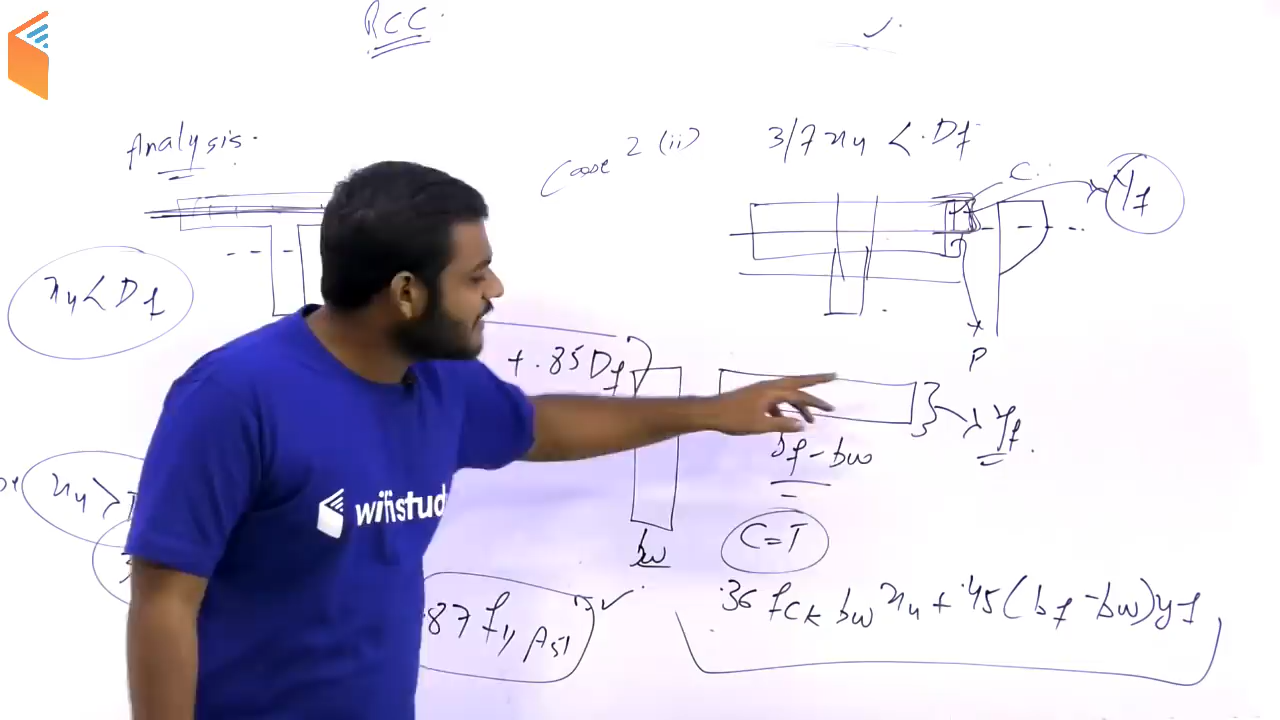 RCC
Analysis.
Case 2 (ii) 3/7 xu < Df
C.
yf
xu < Df
P
+ .85 Df
yf
bf - bw
xu >
wifistud
C = T
bw
.36 fck bw xu + .45 (bf - bw) yf
.87 fy Ast